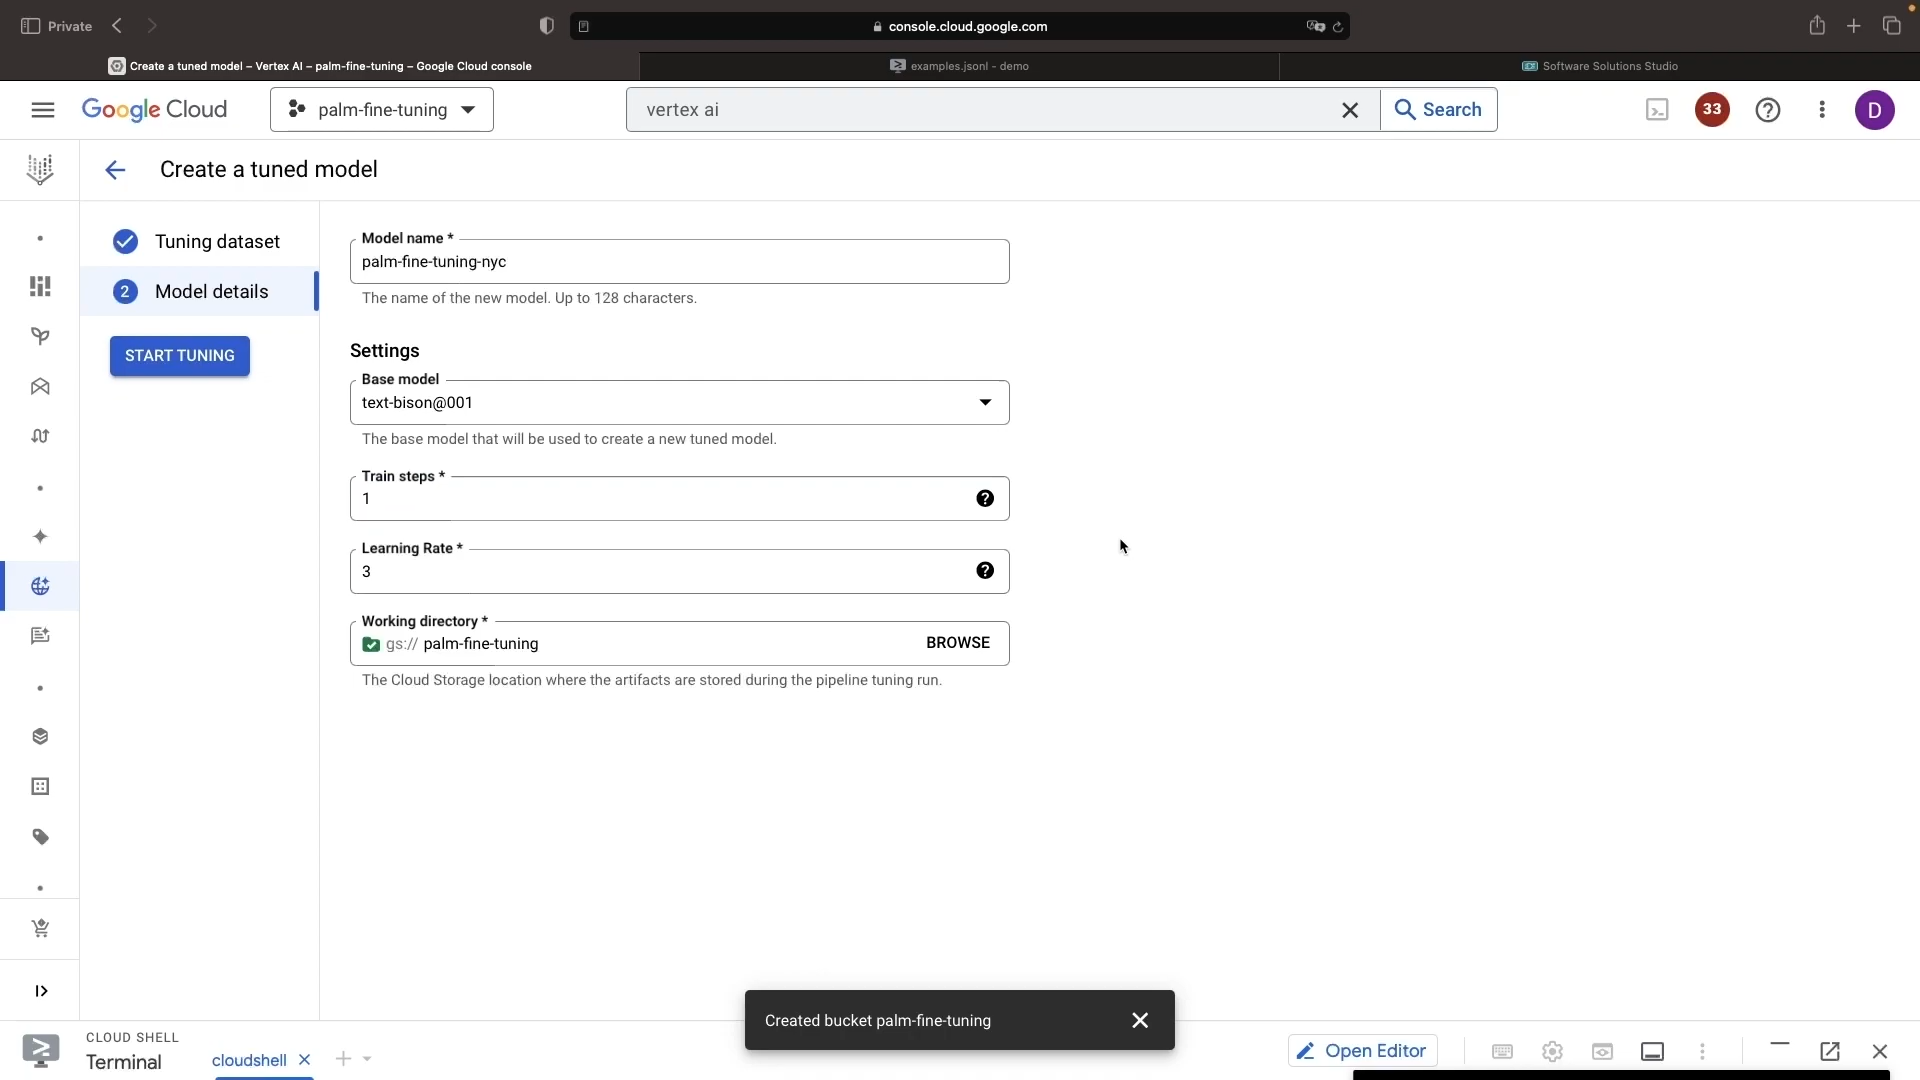 Private
console.cloud.google.com
Create a tuned model – Vertex AI – palm-fine-tuning – Google Cloud console
examples.jsonl - demo
Software Solutions Studio
Google Cloud
palm-fine-tuning
vertex ai
Search
33
D
Create a tuned model
Tuning dataset
2 Model details
START TUNING
Model name *
palm-fine-tuning-nyc
The name of the new model. Up to 128 characters.
Settings
Base model
text-bison@001
The base model that will be used to create a new tuned model.
Train steps *
1
Learning Rate *
3
Working directory *
gs:// palm-fine-tuning
BROWSE
The Cloud Storage location where the artifacts are stored during the pipeline tuning run.
Created bucket palm-fine-tuning
CLOUD SHELL
Terminal
cloudshell
Open Editor